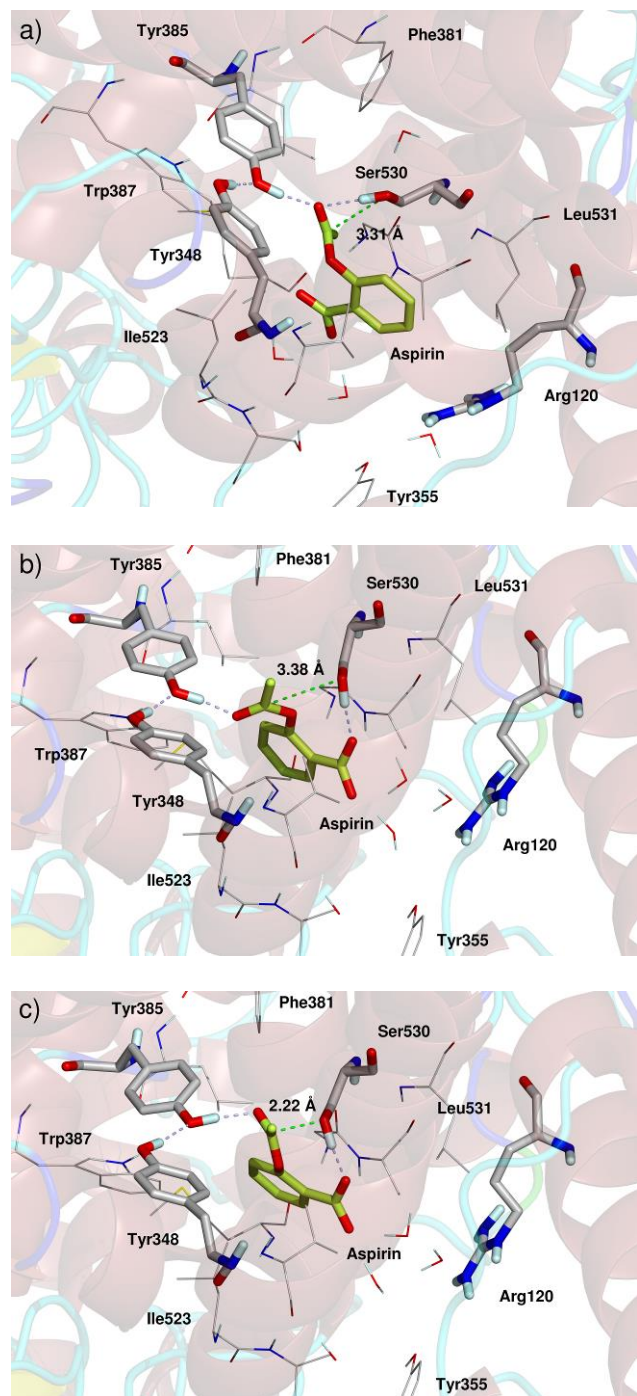 a)
Tyr385
Phe381
Ser530
Trp387
3.31 Å
Leu531
Tyr348
Ile523
Aspirin
Arg120
Tyr355
b)
Tyr385
Phe381
Ser530
Leu531
3.38 Å
Trp387
Tyr348
Aspirin
Arg120
Ile523
Tyr355
c)
Tyr385
Phe381
Ser530
2.22 Å
Leu531
Trp387
Tyr348
Aspirin
Arg120
Ile523
Tyr355